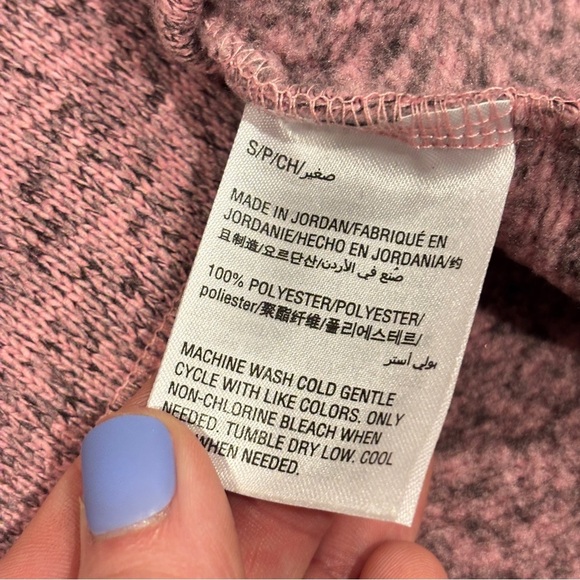 S/P/CH/صغير
MADE IN JORDAN/FABRIQUÉ EN
JORDANIE/HECHO EN JORDANIA/约
旦制造/요르단산/صُنع في الأردن
100% POLYESTER/POLYESTER/
poliester/聚酯纤维/폴리에스테르/
بولي أستر
MACHINE WASH COLD GENTLE
CYCLE WITH LIKE COLORS. ONLY
NON-CHLORINE BLEACH WHEN
NEEDED. TUMBLE DRY LOW. COOL
WHEN NEEDED.